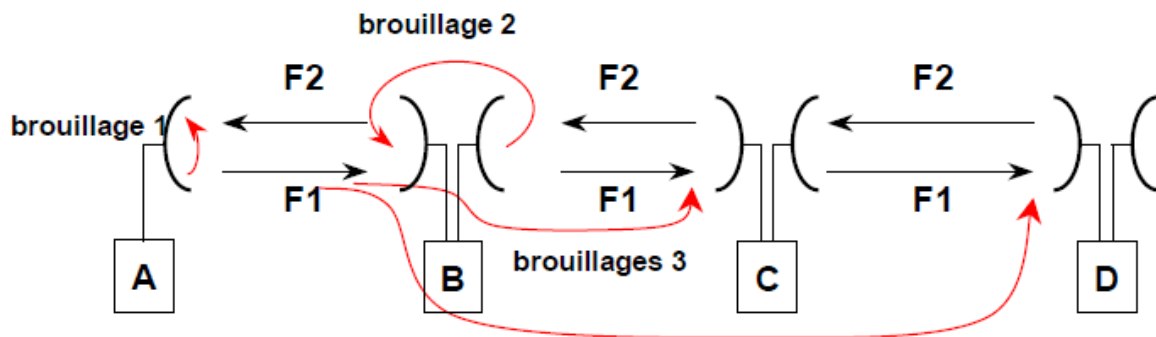 brouillage 2
F2 F2 F2
brouillage 1
F1 F1 F1
brouillages 3
A B C D